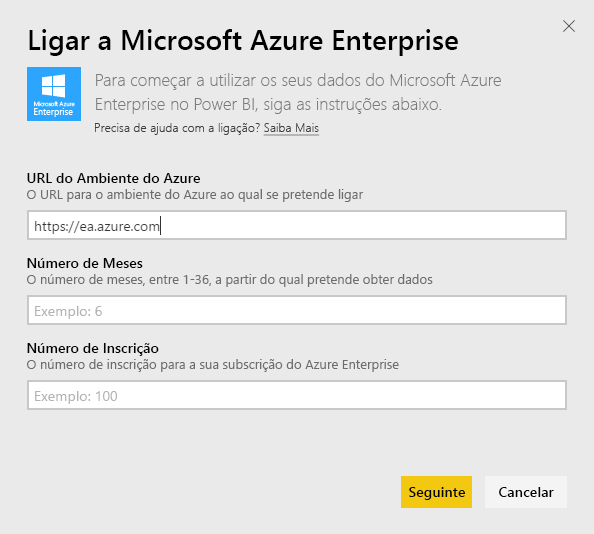 Ligar a Microsoft Azure Enterprise
Microsoft Azure
Enterprise
Para começar a utilizar os seus dados do Microsoft Azure
Enterprise no Power BI, siga as instruções abaixo.
Precisa de ajuda com a ligação? Saiba Mais
URL do Ambiente do Azure
O URL para o ambiente do Azure ao qual se pretende ligar
https://ea.azure.com
Número de Meses
O número de meses, entre 1-36, a partir do qual pretende obter dados
Exemplo: 6
Número de Inscrição
O número de inscrição para a sua subscrição do Azure Enterprise
Exemplo: 100
Seguinte Cancelar